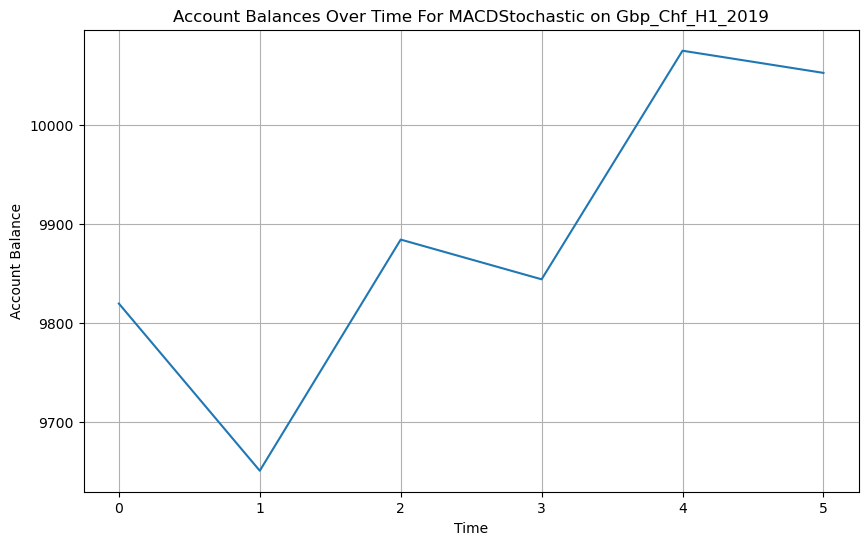 Account Balances Over Time For MACDStochastic on Gbp_Chf_H1_2019
Account Balance
10000
9900
9800
9700
0 1 2 3 4 5
Time